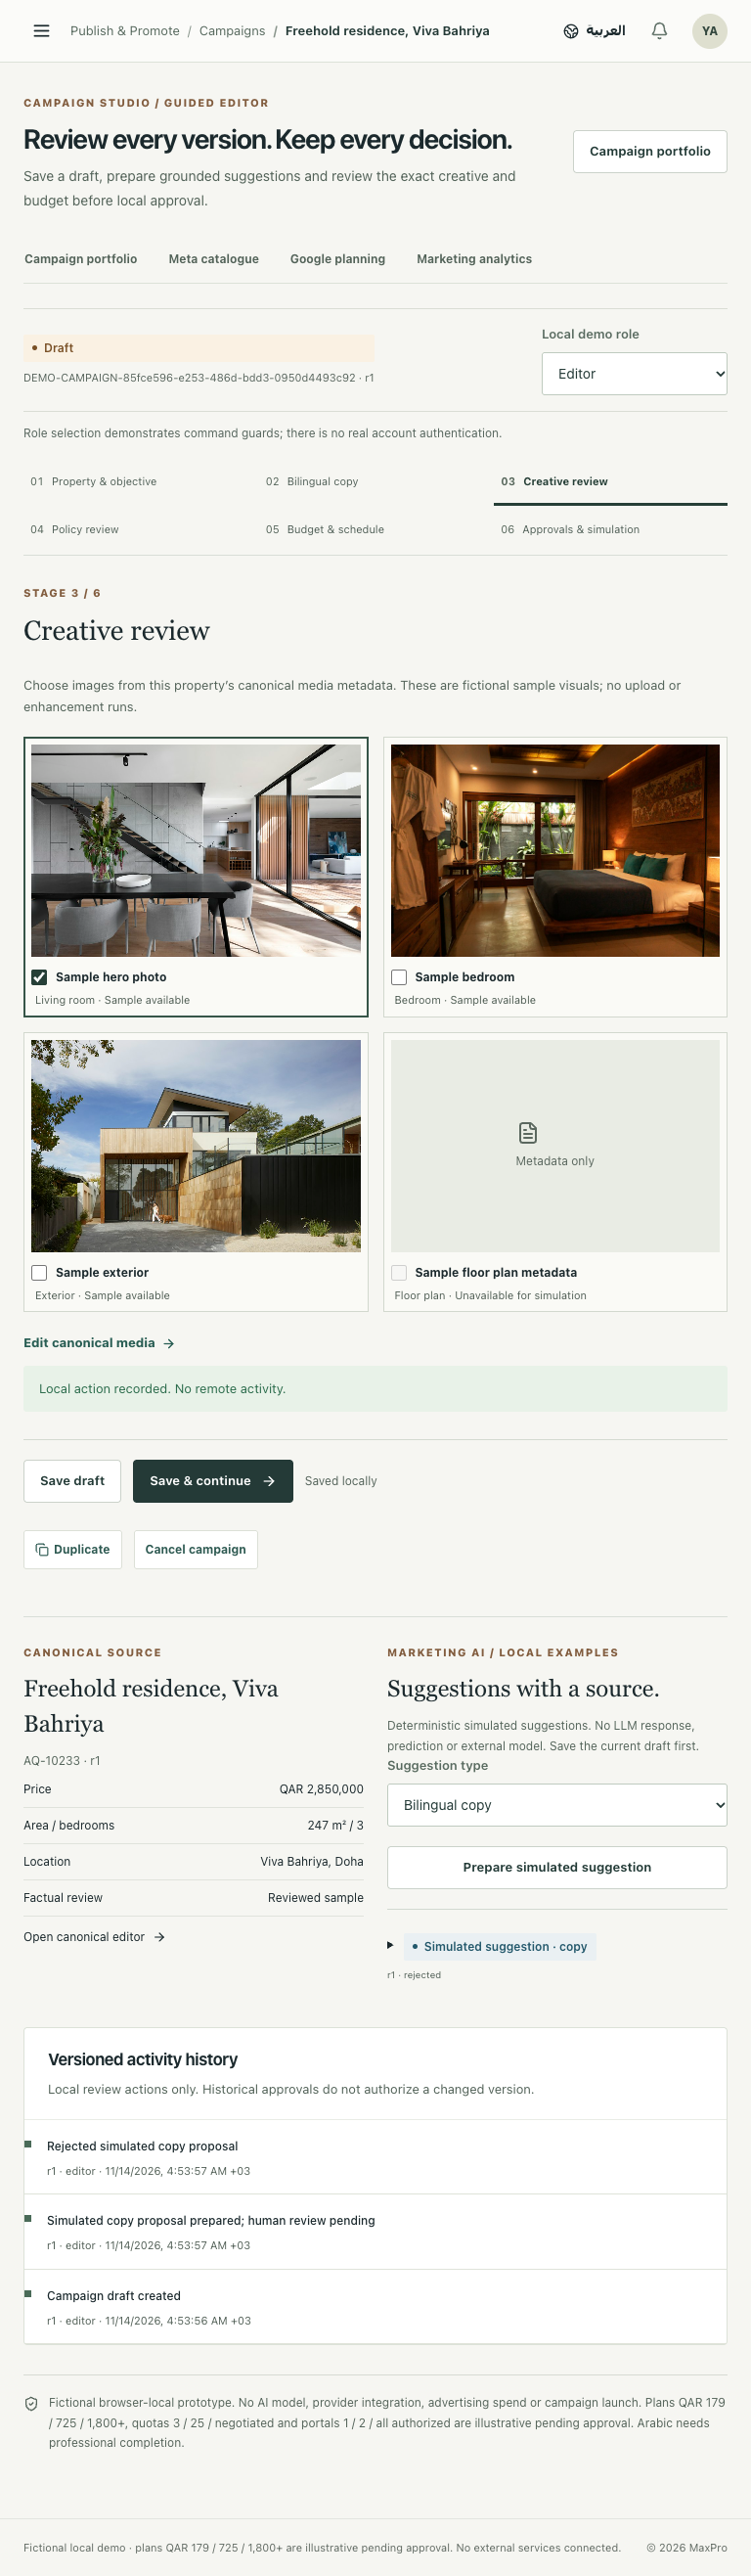 Publish & Promote / Campaigns / Freehold residence, Viva Bahriya
العربية
YA
CAMPAIGN STUDIO / GUIDED EDITOR
Review every version. Keep every decision.
Save a draft, prepare grounded suggestions and review the exact creative and
budget before local approval.
Campaign portfolio
Campaign portfolio
Meta catalogue
Google planning
Marketing analytics
Draft
DEMO-CAMPAIGN-85fce596-e253-486d-bdd3-0950d4493c92 · r1
Local demo role
Editor
Role selection demonstrates command guards; there is no real account authentication.
01 Property & objective
02 Bilingual copy
03 Creative review
04 Policy review
05 Budget & schedule
06 Approvals & simulation
STAGE 3 / 6
Creative review
Choose images from this property’s canonical media metadata. These are fictional sample visuals; no upload or
enhancement runs.
Sample hero photo
Living room · Sample available
Sample bedroom
Bedroom · Sample available
Sample exterior
Exterior · Sample available
Metadata only
Sample floor plan metadata
Floor plan · Unavailable for simulation
Edit canonical media
Local action recorded. No remote activity.
Save draft
Save & continue
Saved locally
Duplicate
Cancel campaign
CANONICAL SOURCE
Freehold residence, Viva
Bahriya
AQ-10233 · r1
Price QAR 2,850,000
Area / bedrooms 247 m² / 3
Location Viva Bahriya, Doha
Factual review Reviewed sample
Open canonical editor
MARKETING AI / LOCAL EXAMPLES
Suggestions with a source.
Deterministic simulated suggestions. No LLM response,
prediction or external model. Save the current draft first.
Suggestion type
Bilingual copy
Prepare simulated suggestion
Simulated suggestion · copy
r1 · rejected
Versioned activity history
Local review actions only. Historical approvals do not authorize a changed version.
Rejected simulated copy proposal
r1 · editor · 11/14/2026, 4:53:57 AM +03
Simulated copy proposal prepared; human review pending
r1 · editor · 11/14/2026, 4:53:57 AM +03
Campaign draft created
r1 · editor · 11/14/2026, 4:53:56 AM +03
Fictional browser-local prototype. No AI model, provider integration, advertising spend or campaign launch. Plans QAR 179
/ 725 / 1,800+, quotas 3 / 25 / negotiated and portals 1 / 2 / all authorized are illustrative pending approval. Arabic needs
professional completion.
Fictional local demo · plans QAR 179 / 725 / 1,800+ are illustrative pending approval. No external services connected.
© 2026 MaxPro